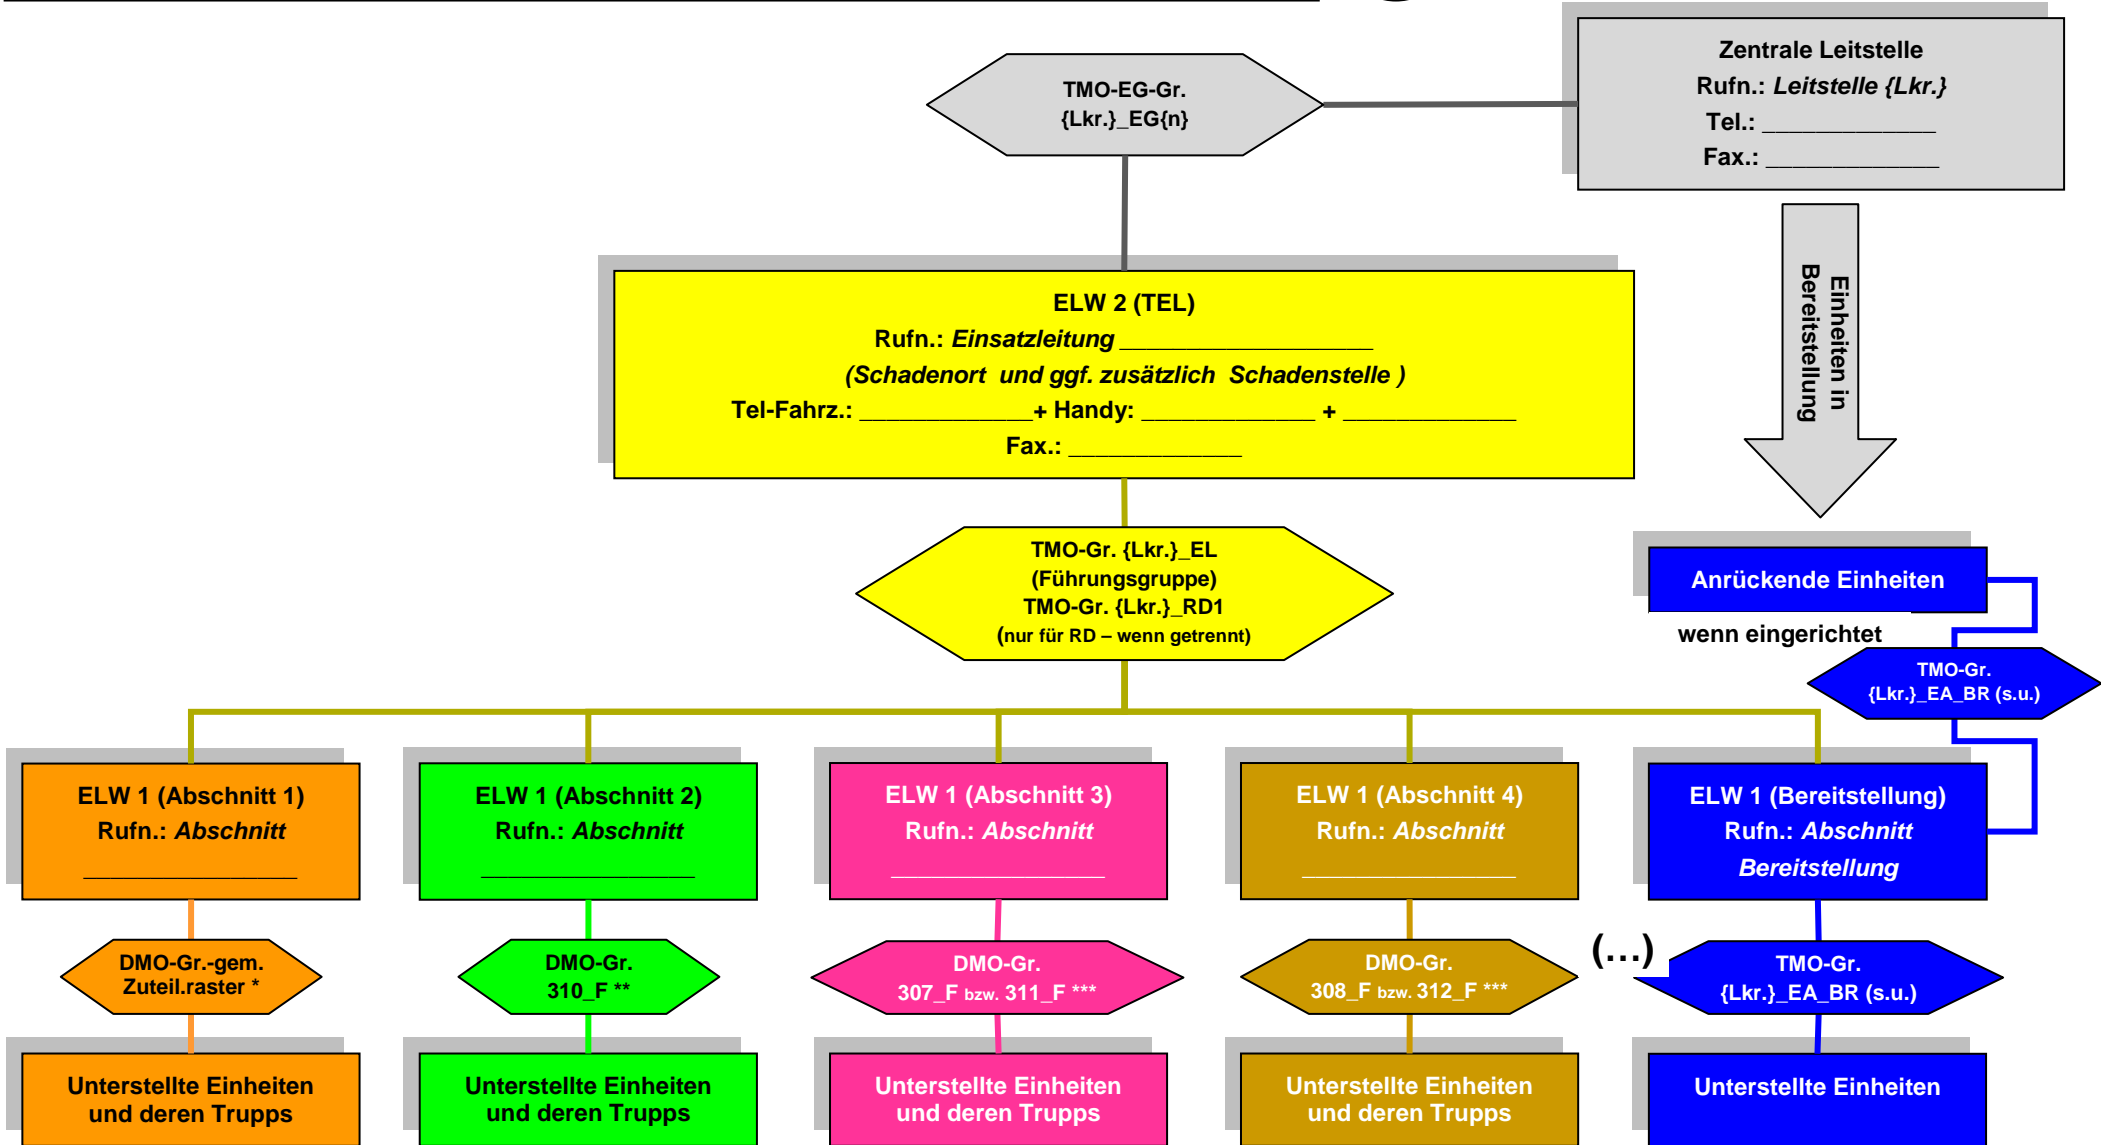 Zentrale Leitstelle
Rufn.: Leitstelle {Lkr.}
Tel.: _____________
Fax.: _____________
TMO-EG-Gr.
{Lkr.}_EG{n}
Einheiten in
Bereitstellung
ELW 2 (TEL)
Rufn.: Einsatzleitung ___________________
(Schadenort und ggf. zusätzlich Schadenstelle )
Tel-Fahrz.: _____________+ Handy: _____________ + _____________
Fax.: _____________
TMO-Gr. {Lkr.}_EL
(Führungsgruppe)
TMO-Gr. {Lkr.}_RD1
(nur für RD – wenn getrennt)
Anrückende Einheiten
wenn eingerichtet
TMO-Gr.
{Lkr.}_EA_BR (s.u.)
ELW 1 (Abschnitt 1)
Rufn.: Abschnitt
________________
ELW 1 (Abschnitt 2)
Rufn.: Abschnitt
________________
ELW 1 (Abschnitt 3)
Rufn.: Abschnitt
________________
ELW 1 (Abschnitt 4)
Rufn.: Abschnitt
________________
ELW 1 (Bereitstellung)
Rufn.: Abschnitt
Bereitstellung
DMO-Gr.-gem.
Zuteil.raster *
DMO-Gr.
310_F **
DMO-Gr.
307_F bzw. 311_F ***
DMO-Gr.
308_F bzw. 312_F ***
(...)
TMO-Gr.
{Lkr.}_EA_BR (s.u.)
Unterstellte Einheiten
und deren Trupps
Unterstellte Einheiten
und deren Trupps
Unterstellte Einheiten
und deren Trupps
Unterstellte Einheiten
und deren Trupps
Unterstellte Einheiten